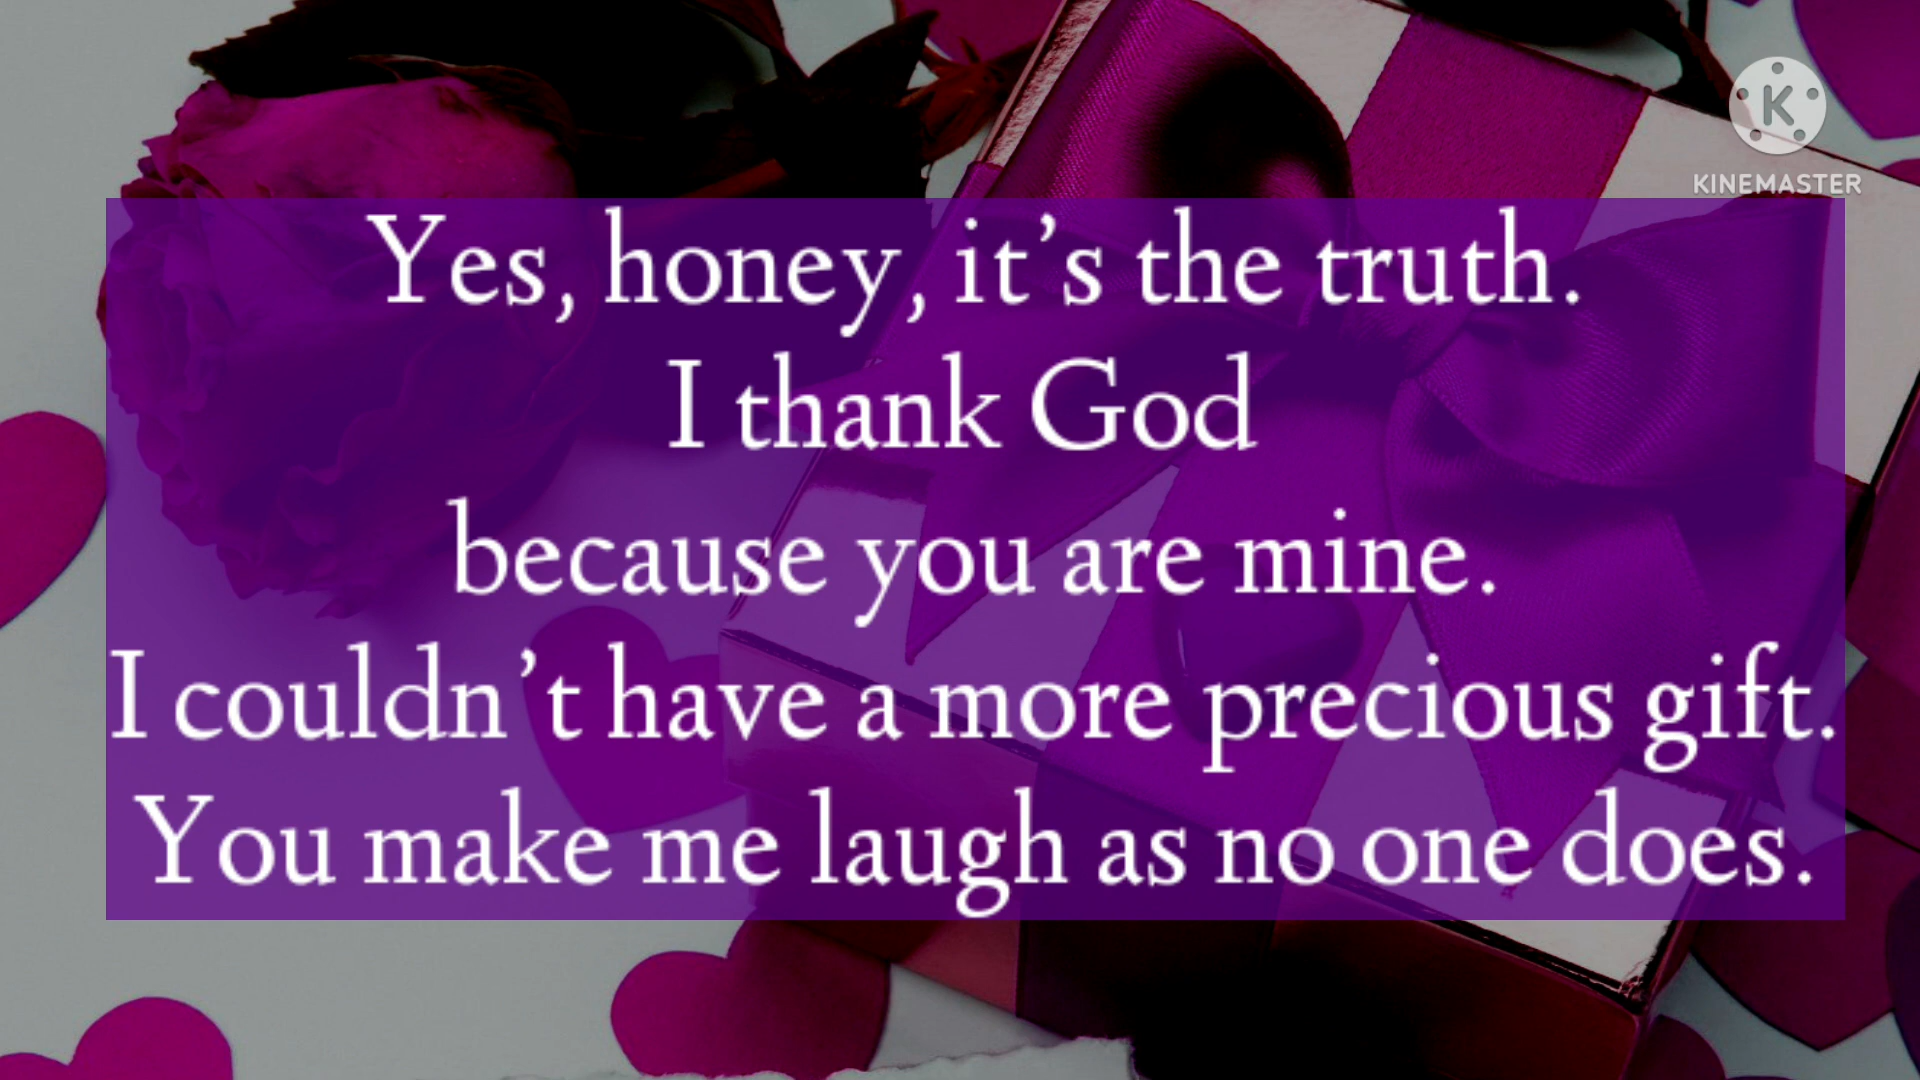 K
KINEMASTER
Yes, honey, it’s the truth.
I thank God
because you are mine.
I couldn’t have a more precious gift.
You make me laugh as no one does.